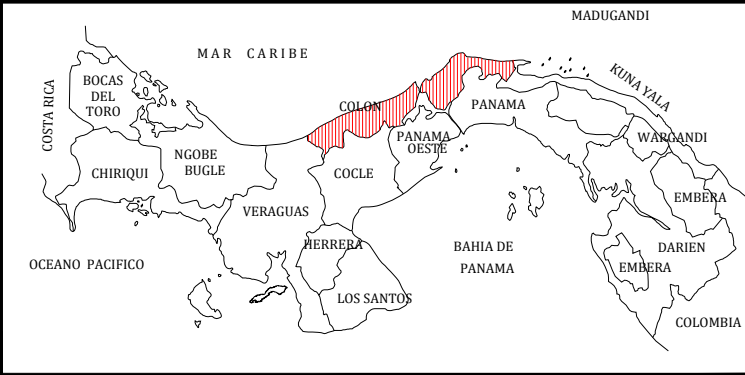 MADUGANDI
MAR CARIBE
KUNA YALA
COSTA RICA
BOCAS
DEL
TORO
COLON
PANAMA
PANAMA
OESTE
WARGANDI
NGOBE
BUGLE
CHIRIQUI
COCLE
EMBERA
VERAGUAS
HERRERA
BAHIA DE
PANAMA
DARIEN
EMBERA
OCEANO PACIFICO
LOS SANTOS
COLOMBIA